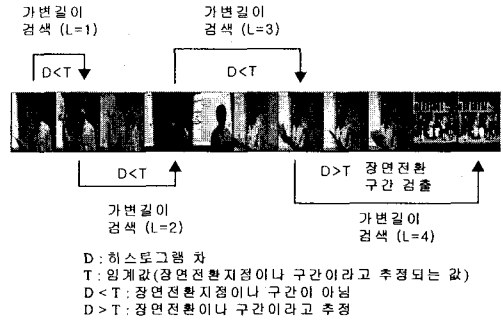 가변길이
검색 (L=1)
가변길이
검색 (L=3)
D<T
D<T
D<T
D>T 장면전환
구간 검출
가변길이
검색 (L=2)
가변길이
검색 (L=4)
D : 히스토그램 차
T : 임계값(장면전환지점이나 구간이라고 추정되는 값)
D < T : 장면전환지점이나 구간이 아님
D > T : 장면전환이나 구간이라고 추정